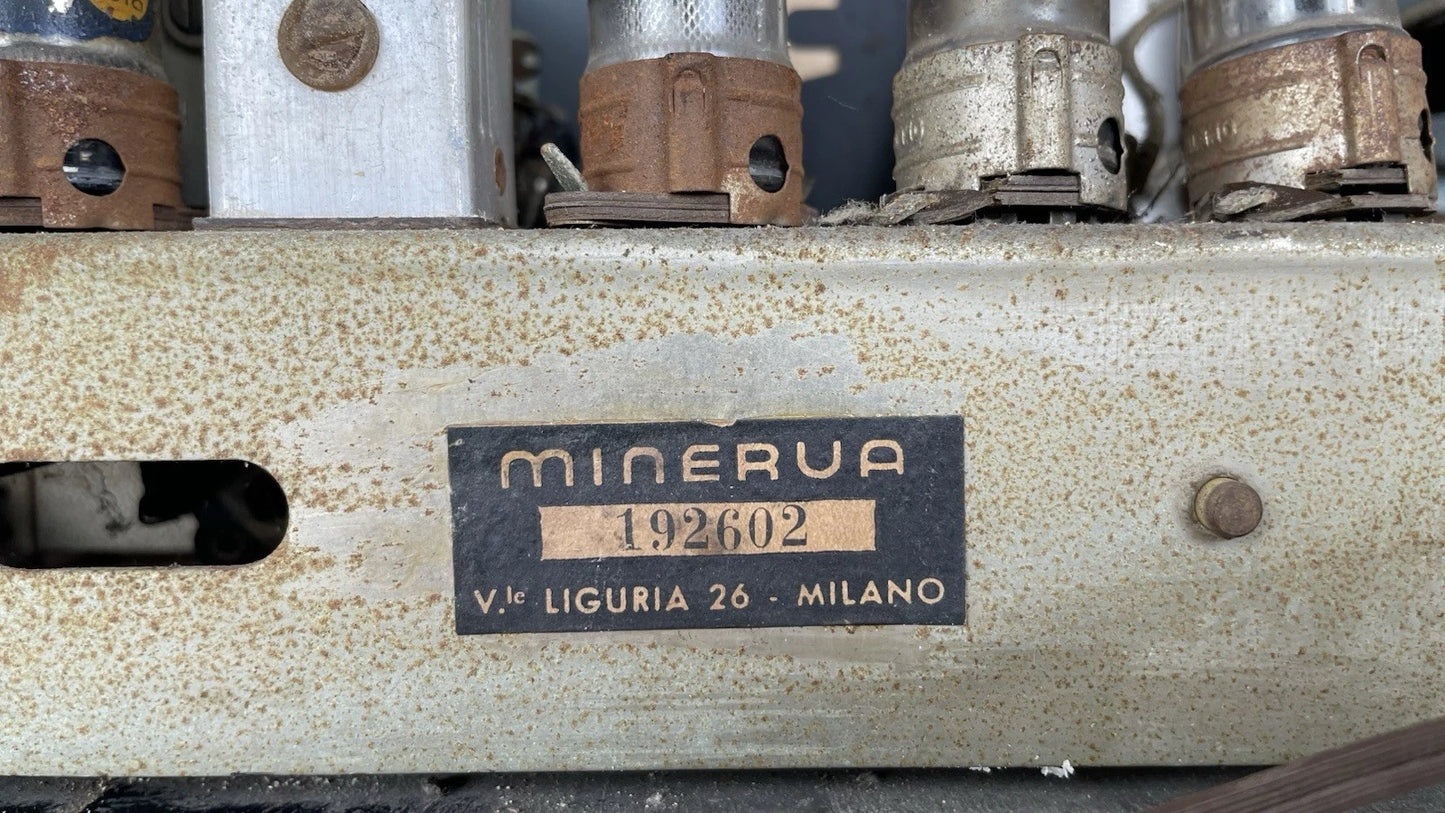 MINERVA
192602
V.le LIGURIA 26 - MILANO